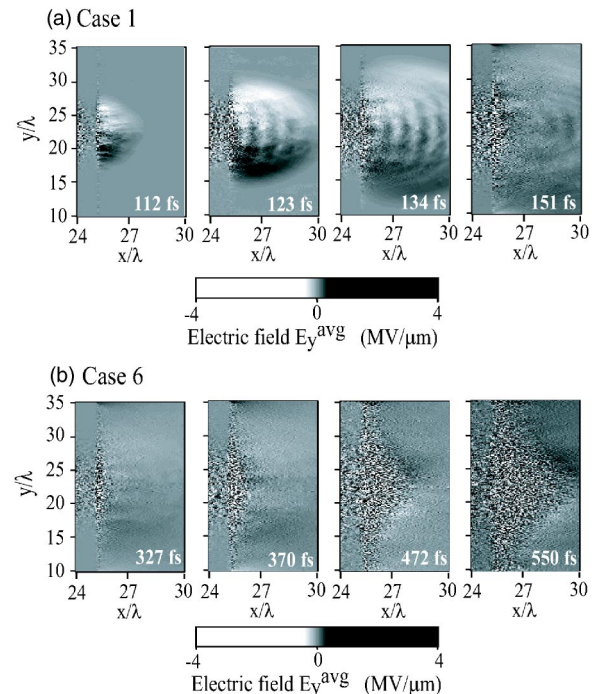 (a) Case 1
y/λ
35
30
25
20
15
10
112 fs 123 fs 134 fs 151 fs
24 27 30 24 27 30 24 27 30 24 27 30
x/λ x/λ x/λ x/λ
-4 0 4
Electric field Ey^avg (MV/μm)
(b) Case 6
y/λ
35
30
25
20
15
10
327 fs 370 fs 472 fs 550 fs
24 27 30 24 27 30 24 27 30 24 27 30
x/λ x/λ x/λ x/λ
-4 0 4
Electric field Ey^avg (MV/μm)